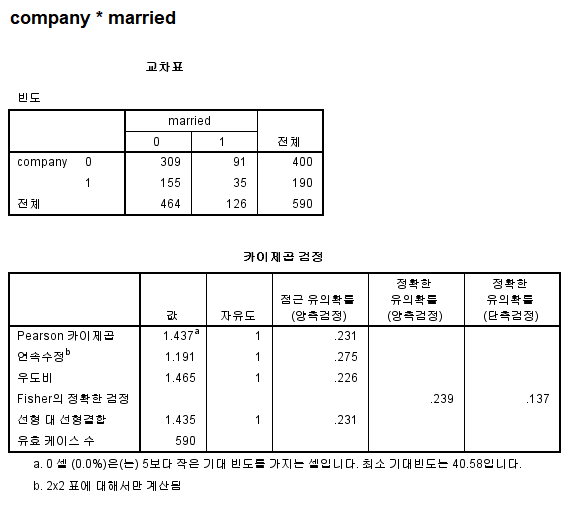 company * married
교차표
빈도
married
0 1 전체
company 0 309 91 400
1 155 35 190
전체 464 126 590
카이제곱 검정
값 자유도 점근 유의확률 (양측검정) 정확한 유의확률 (양측검정) 정확한 유의확률 (단측검정)
Pearson 카이제곱 1.437a 1 .231
연속수정b 1.191 1 .275
우도비 1.465 1 .226
Fisher의 정확한 검정 .239 .137
선형 대 선형결합 1.435 1 .231
유효 케이스 수 590
a. 0 셀 (0.0%)은(는) 5보다 작은 기대 빈도를 가지는 셀입니다. 최소 기대빈도는 40.58입니다.
b. 2x2 표에 대해서만 계산됨